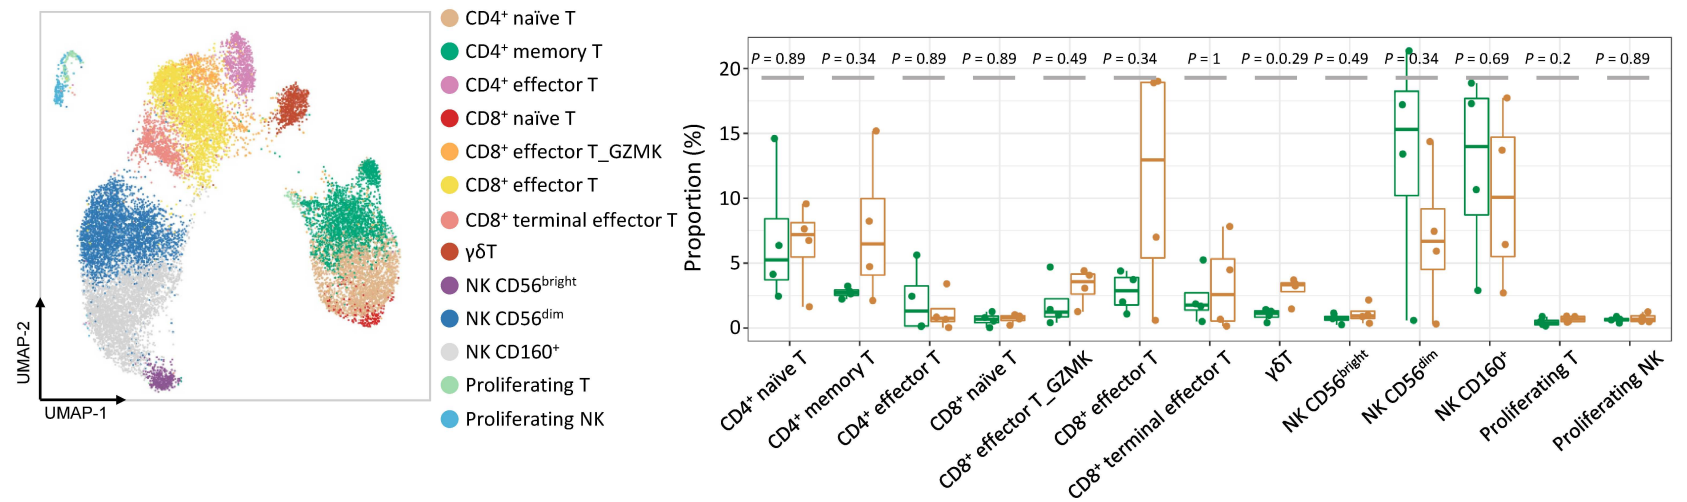 CD4⁺ naïve T
CD4⁺ memory T
CD4⁺ effector T
CD8⁺ naïve T
CD8⁺ effector T_GZMK
CD8⁺ effector T
CD8⁺ terminal effector T
γδT
NK CD56ᵇʳⁱᵍʰᵗ
NK CD56ᵈⁱᵐ
NK CD160⁺
Proliferating T
Proliferating NK
UMAP-2
UMAP-1
Proportion (%)
20
15
10
5
0
P = 0.89
P = 0.34
P = 0.89
P = 0.89
P = 0.49
P = 0.34
P = 1
P = 0.0.29
P = 0.49
P = 0.34
P = 0.69
P = 0.2
P = 0.89
CD4⁺ naïve T
CD4⁺ memory T
CD4⁺ effector T
CD8⁺ naïve T
CD8⁺ effector T_GZMK
CD8⁺ effector T
CD8⁺ terminal effector T
γδT
NK CD56ᵇʳⁱᵍʰᵗ
NK CD56ᵈⁱᵐ
NK CD160⁺
Proliferating T
Proliferating NK